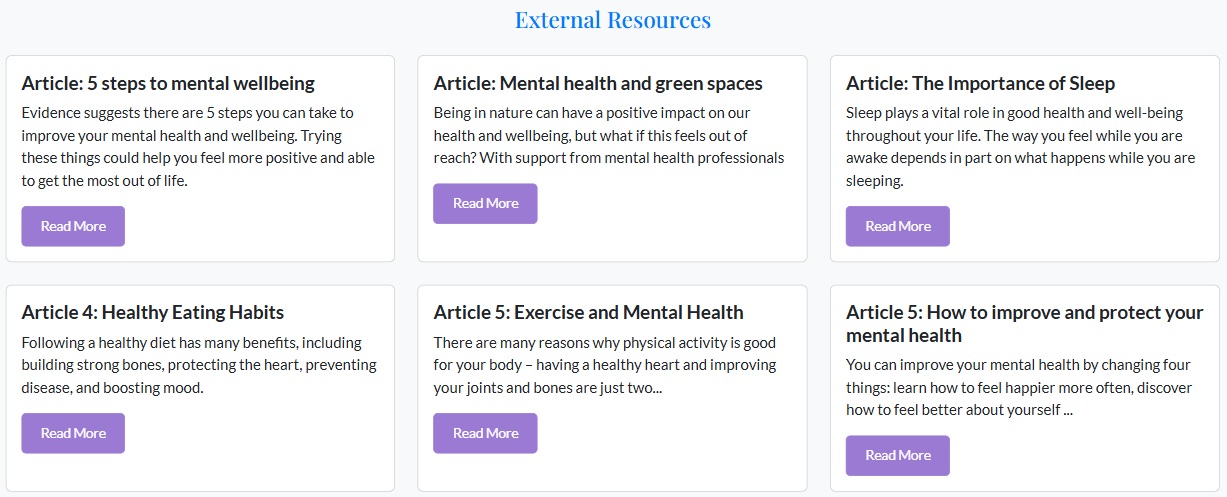 External Resources
Article: 5 steps to mental wellbeing
Evidence suggests there are 5 steps you can take to
improve your mental health and wellbeing. Trying
these things could help you feel more positive and able
to get the most out of life.
Read More
Article: Mental health and green spaces
Being in nature can have a positive impact on our
health and wellbeing, but what if this feels out of
reach? With support from mental health professionals
Read More
Article: The Importance of Sleep
Sleep plays a vital role in good health and well-being
throughout your life. The way you feel while you are
awake depends in part on what happens while you are
sleeping.
Read More
Article 4: Healthy Eating Habits
Following a healthy diet has many benefits, including
building strong bones, protecting the heart, preventing
disease, and boosting mood.
Read More
Article 5: Exercise and Mental Health
There are many reasons why physical activity is good
for your body – having a healthy heart and improving
your joints and bones are just two...
Read More
Article 5: How to improve and protect your
mental health
You can improve your mental health by changing four
things: learn how to feel happier more often, discover
how to feel better about yourself ...
Read More